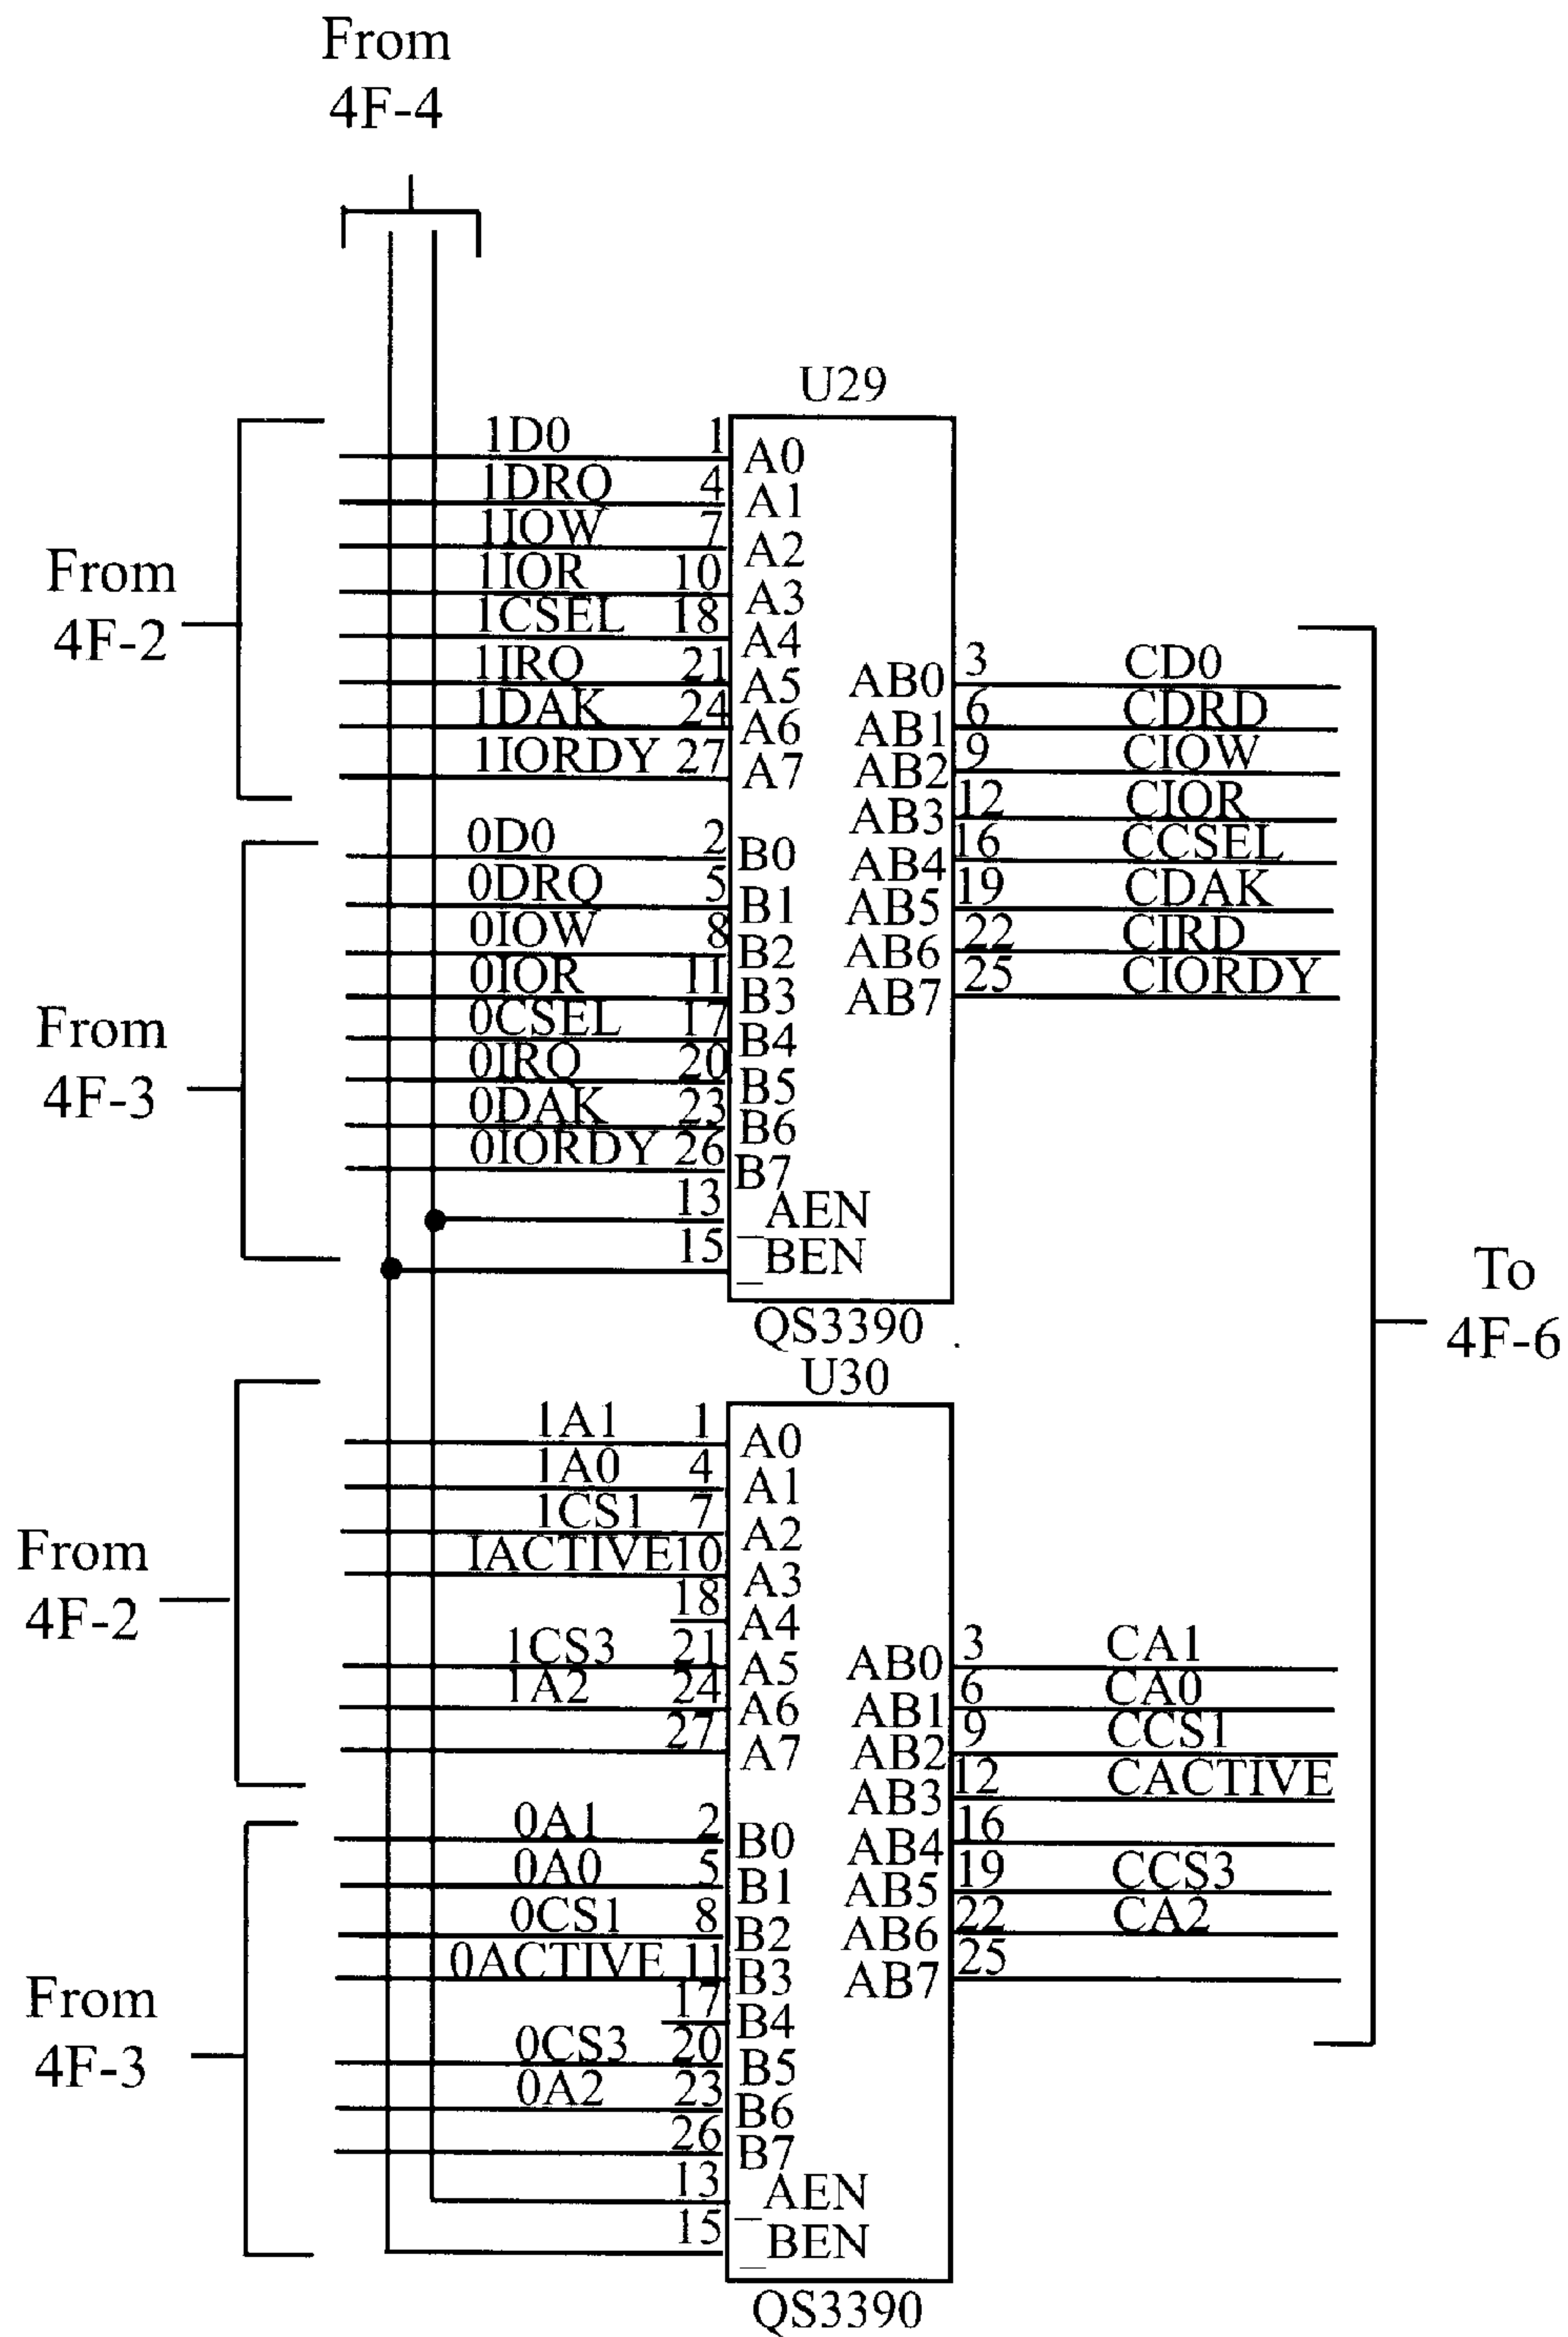 From
4F-4
U29
1D0 1 A0
1DRQ 4 A1
1IOW 7 A2
1IOR 10 A3
1CSEL 18 A4
1IRQ 21 A5
1DAK 24 A6
1IORDY 27 A7
From
4F-2
AB0 3 CD0
AB1 6 CDRD
AB2 9 CIOW
AB3 12 CIOR
AB4 16 CCSEL
AB5 19 CDAK
AB6 22 CIRD
AB7 25 CIORDY
0D0 2 B0
0DRQ 5 B1
0IOW 8 B2
0IOR 11 B3
0CSEL 17 B4
0IRQ 20 B5
0DAK 23 B6
0IORDY 26 B7
From
4F-3
13 _AEN
15 _BEN
QS3390
To
4F-6
U30
1A1 1 A0
1A0 4 A1
1CS1 7 A2
IACTIVE 10 A3
18 A4
1CS3 21 A5
1A2 24 A6
27 A7
From
4F-2
AB0 3 CA1
AB1 6 CA0
AB2 9 CCS1
AB3 12 CACTIVE
AB4 16
AB5 19 CCS3
AB6 22 CA2
AB7 25
0A1 2 B0
0A0 5 B1
0CS1 8 B2
0ACTIVE 11 B3
17 B4
0CS3 20 B5
0A2 23 B6
26 B7
From
4F-3
13 _AEN
15 _BEN
QS3390